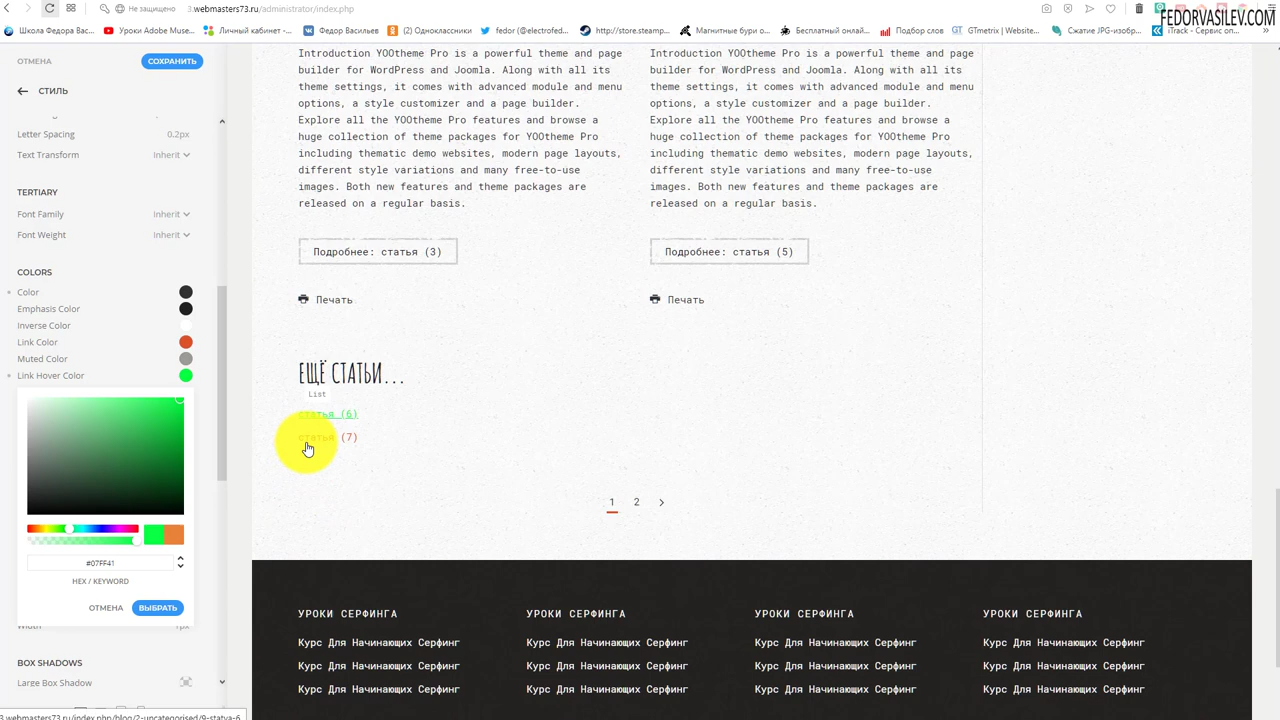 Не защищено
3.webmasters73.ru/administrator/index.php
FEDORVASILEV.COM
Школа Федора Вас...
Уроки Adobe Muse...
Личный кабинет -...
Федор Васильев
(2) Одноклассники
fedor (@electrofed...
http://store.steamp...
Магнитные бури о...
Бесплатный онлай...
Подбор слов
GTmetrix | Website...
Сжатие JPG-изобр...
iTrack - Сервис оп...
ОТМЕНА
СОХРАНИТЬ
СТИЛЬ
Letter Spacing
0.2px
Text Transform
Inherit
TERTIARY
Font Family
Inherit
Font Weight
Inherit
COLORS
Color
Emphasis Color
Inverse Color
Link Color
Muted Color
Link Hover Color
#07FF41
HEX / KEYWORD
ОТМЕНА
ВЫБРАТЬ
Width
1px
BOX SHADOWS
Large Box Shadow
3.webmasters73.ru/index.php/blog/2-uncategorised/9-statya-6
Introduction YOOtheme Pro is a powerful theme and page
builder for WordPress and Joomla. Along with all its
theme settings, it comes with advanced module and menu
options, a style customizer and a page builder.
Explore all the YOOtheme Pro features and browse a
huge collection of theme packages for YOOtheme Pro
including thematic demo websites, modern page layouts,
different style variations and many free-to-use
images. Both new features and theme packages are
released on a regular basis.
Подробнее: статья (3)
Печать
Introduction YOOtheme Pro is a powerful theme and page
builder for WordPress and Joomla. Along with all its
theme settings, it comes with advanced module and menu
options, a style customizer and a page builder.
Explore all the YOOtheme Pro features and browse a
huge collection of theme packages for YOOtheme Pro
including thematic demo websites, modern page layouts,
different style variations and many free-to-use
images. Both new features and theme packages are
released on a regular basis.
Подробнее: статья (5)
Печать
ЕЩЁ СТАТЬИ...
List
статья (6)
статья (7)
1 2
УРОКИ СЕРФИНГА
Курс Для Начинающих Серфинг
Курс Для Начинающих Серфинг
Курс Для Начинающих Серфинг
УРОКИ СЕРФИНГА
Курс Для Начинающих Серфинг
Курс Для Начинающих Серфинг
Курс Для Начинающих Серфинг
УРОКИ СЕРФИНГА
Курс Для Начинающих Серфинг
Курс Для Начинающих Серфинг
Курс Для Начинающих Серфинг
УРОКИ СЕРФИНГА
Курс Для Начинающих Серфинг
Курс Для Начинающих Серфинг
Курс Для Начинающих Серфинг